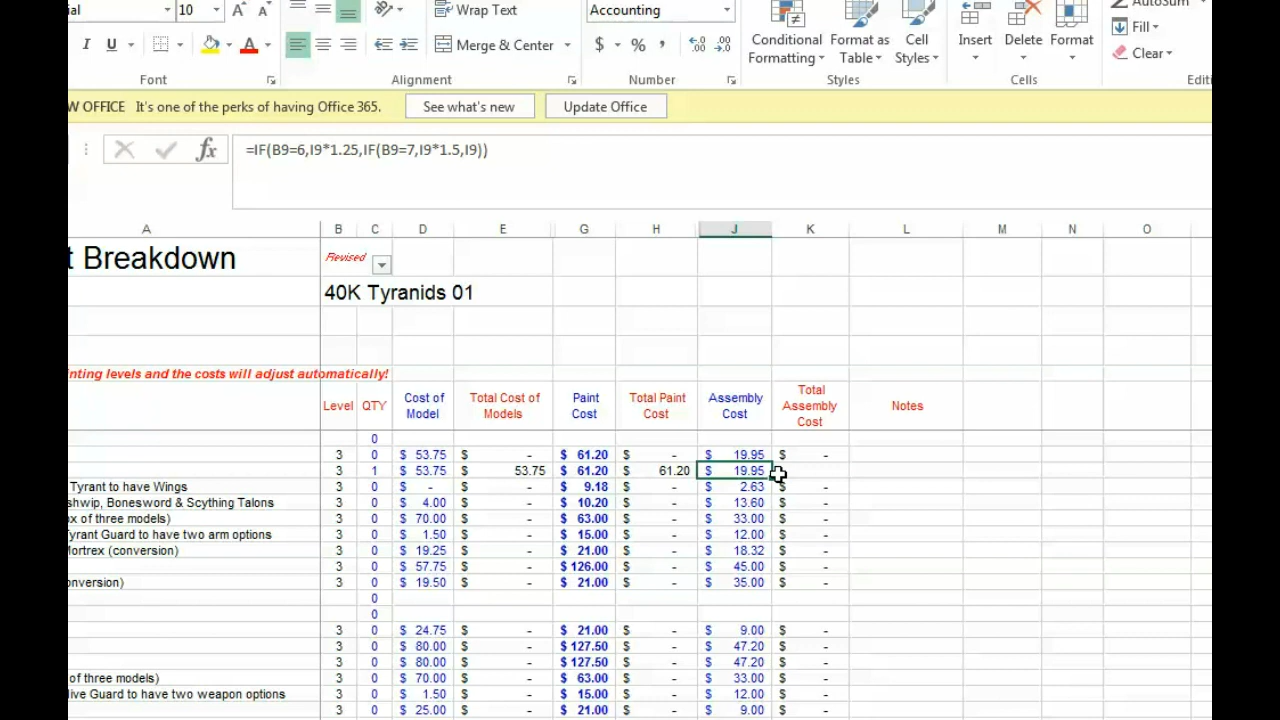 ial 10 A A Wrap Text Accounting AutoSum
I U A Merge & Center $ % , .00 Conditional Formatting Format as Table Cell Styles Insert Delete Format Fill
Clear
Font Alignment Number Styles Cells Editi
W OFFICE It's one of the perks of having Office 365. See what's new Update Office
fx =IF(B9=6,I9*1.25,IF(B9=7,I9*1.5,I9))
A B C D E G H J K L M N O
t Breakdown Revised
40K Tyranids 01
inting levels and the costs will adjust automatically!
Level QTY Cost of Model Total Cost of Models Paint Cost Total Paint Cost Assembly Cost Total Assembly Cost Notes
0
3 0 $ 53.75 $ - $ 61.20 $ - $ 19.95 $ -
3 1 $ 53.75 $ 53.75 $ 61.20 $ 61.20 $ 19.95
Tyrant to have Wings 3 0 $ - $ - $ 9.18 $ - $ 2.63 $ -
shwip, Bonesword & Scything Talons 3 0 $ 4.00 $ - $ 10.20 $ - $ 13.60 $ -
ox of three models) 3 0 $ 70.00 $ - $ 63.00 $ - $ 33.00 $ -
yrant Guard to have two arm options 3 0 $ 1.50 $ - $ 15.00 $ - $ 12.00 $ -
Mortrex (conversion) 3 0 $ 19.25 $ - $ 21.00 $ - $ 18.32 $ -
3 0 $ 57.75 $ - $ 126.00 $ - $ 45.00 $ -
onversion) 3 0 $ 19.50 $ - $ 21.00 $ - $ 35.00 $ -
0
0
3 0 $ 24.75 $ - $ 21.00 $ - $ 9.00 $ -
3 0 $ 80.00 $ - $ 127.50 $ - $ 47.20 $ -
3 0 $ 80.00 $ - $ 127.50 $ - $ 47.20 $ -
of three models) 3 0 $ 70.00 $ - $ 63.00 $ - $ 33.00 $ -
ive Guard to have two weapon options 3 0 $ 1.50 $ - $ 15.00 $ - $ 12.00 $ -
3 0 $ 25.00 $ - $ 21.00 $ - $ 9.00 $ -